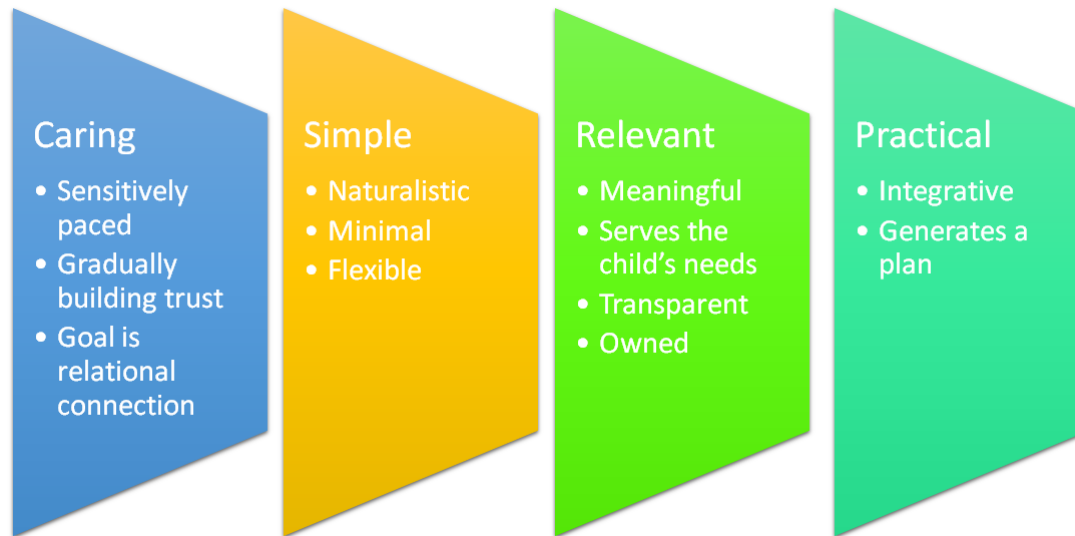 Caring
• Sensitively
paced
• Gradually
building trust
• Goal is
relational
connection
Simple
• Naturalistic
• Minimal
• Flexible
Relevant
• Meaningful
• Serves the
child’s needs
• Transparent
• Owned
Practical
• Integrative
• Generates a
plan